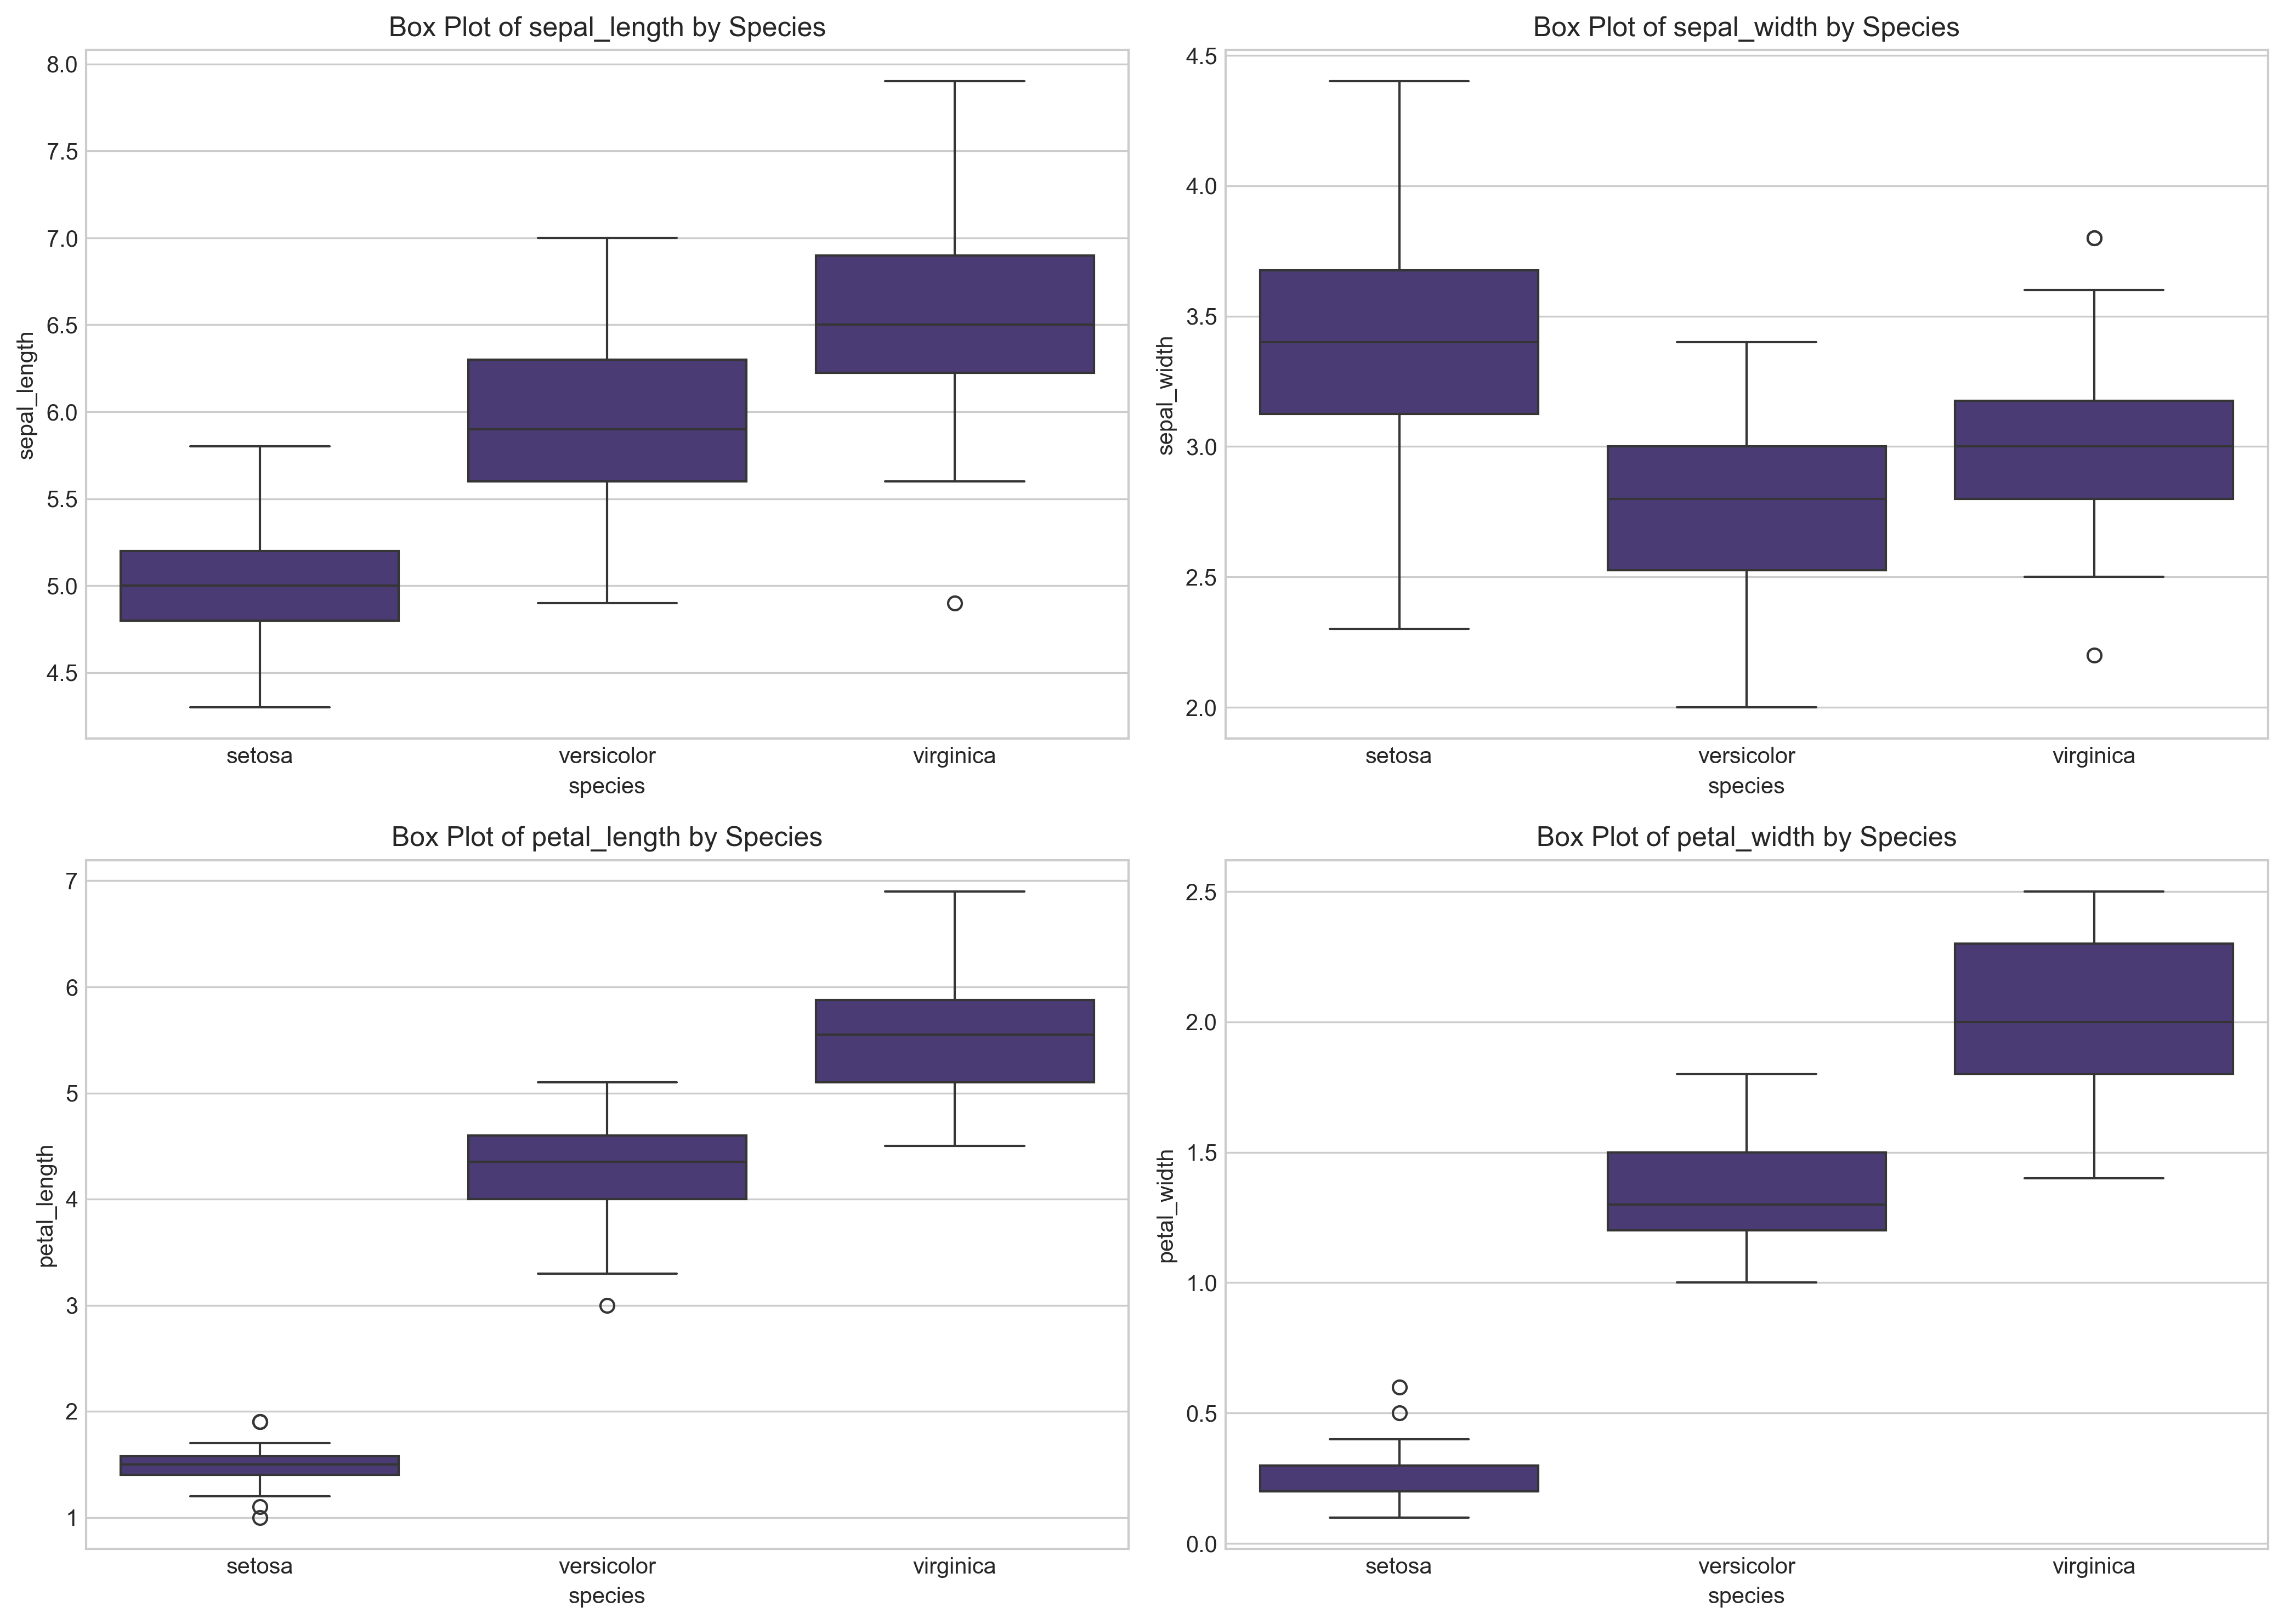 Box Plot of sepal_length by Species
8.0
7.5
7.0
6.5
6.0
5.5
5.0
4.5
sepal_length
setosa versicolor virginica
species
Box Plot of sepal_width by Species
4.5
4.0
3.5
3.0
2.5
2.0
sepal_width
setosa versicolor virginica
species
Box Plot of petal_length by Species
7
6
5
4
3
2
1
petal_length
setosa versicolor virginica
species
Box Plot of petal_width by Species
2.5
2.0
1.5
1.0
0.5
0.0
petal_width
setosa versicolor virginica
species